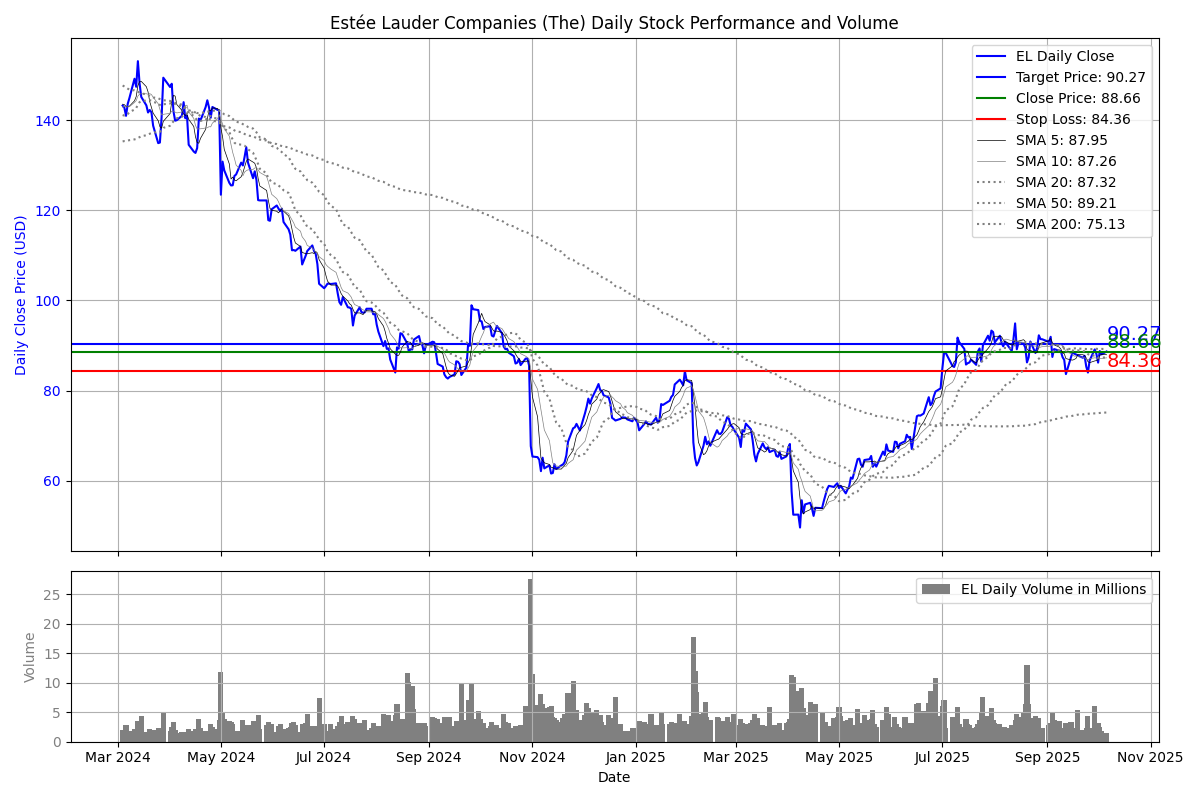 Estée Lauder Companies (The) Daily Stock Performance and Volume
EL Daily Close
Target Price: 90.27
Close Price: 88.66
Stop Loss: 84.36
SMA 5: 87.95
SMA 10: 87.26
SMA 20: 87.32
SMA 50: 89.21
SMA 200: 75.13
Daily Close Price (USD)
140
120
100
80
60
90.27
88.66
84.36
EL Daily Volume in Millions
Volume
25
20
15
10
5
0
Mar 2024 May 2024 Jul 2024 Sep 2024 Nov 2024 Jan 2025 Mar 2025 May 2025 Jul 2025 Sep 2025 Nov 2025
Date